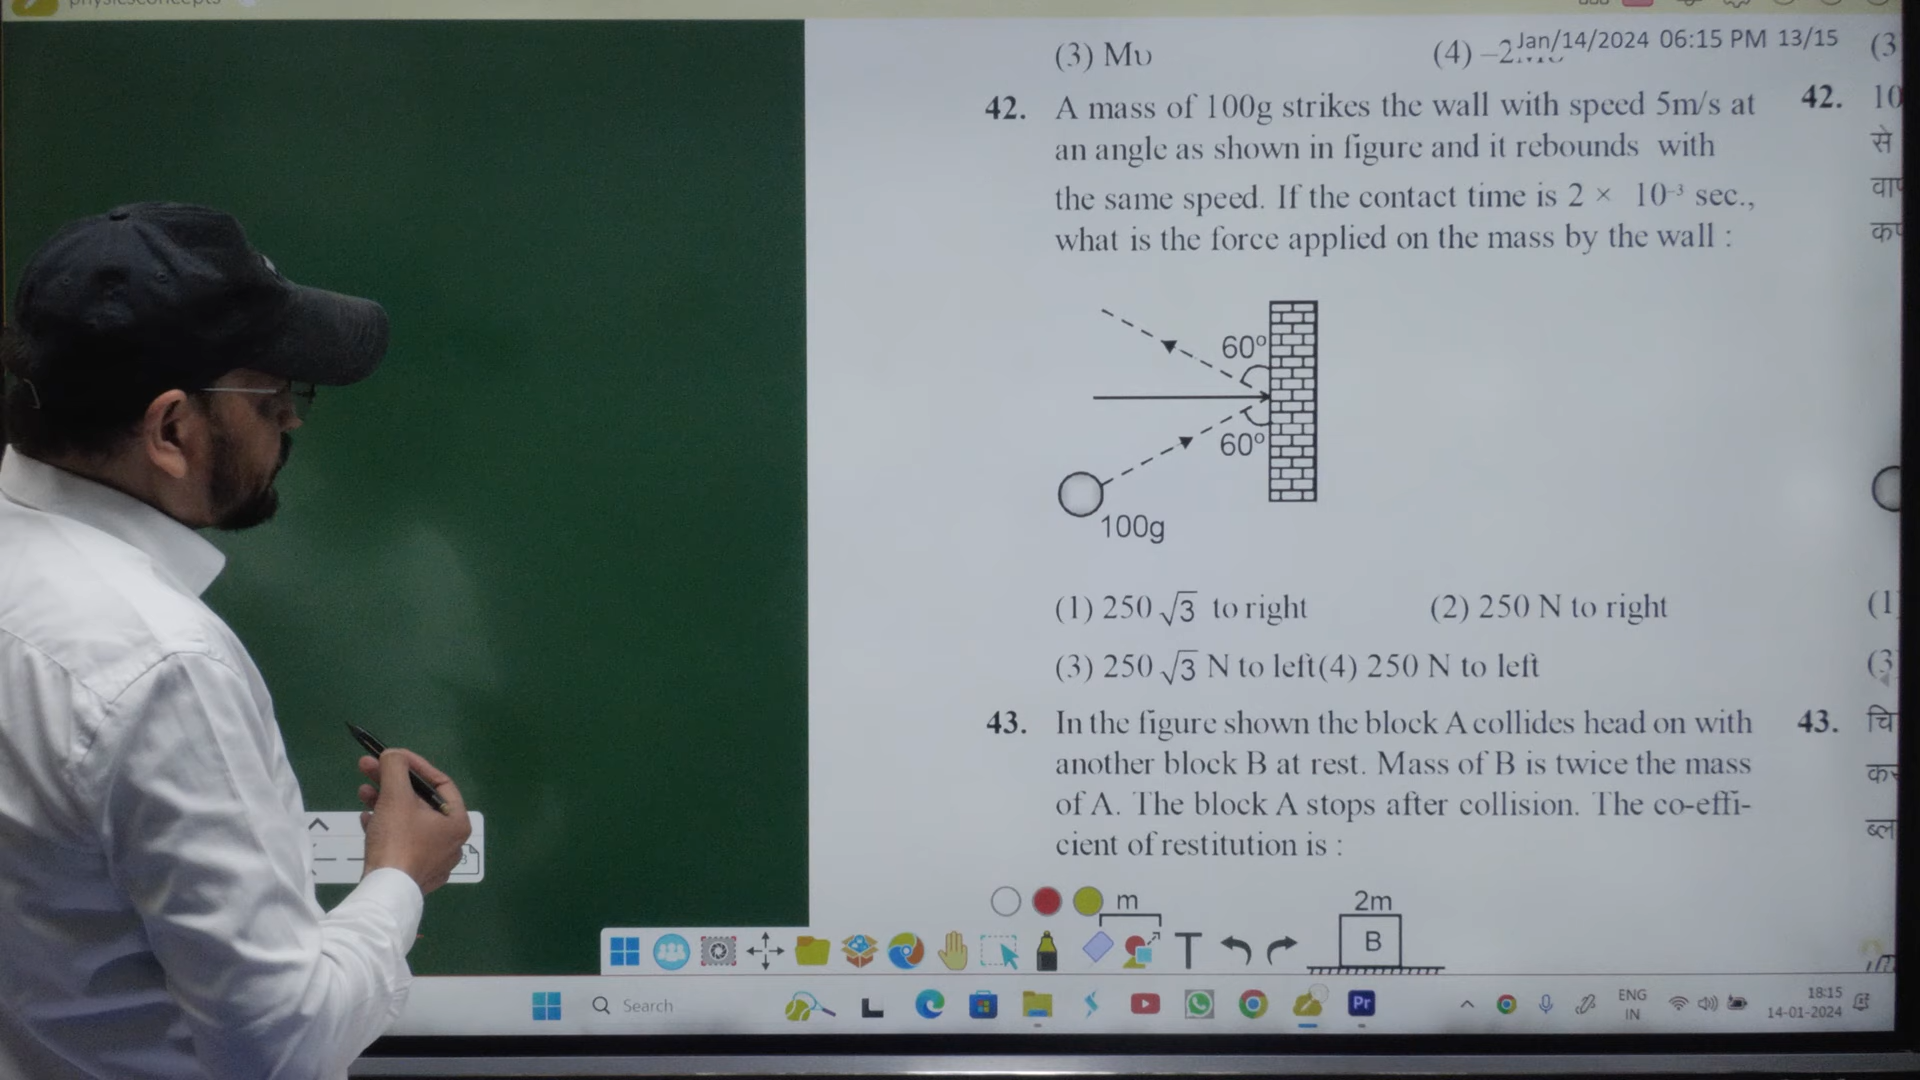 physicsconcepts
(3) Mυ
(4) –2
Jan/14/2024 06:15 PM 13/15
(3
42. A mass of 100g strikes the wall with speed 5m/s at
an angle as shown in figure and it rebounds with
the same speed. If the contact time is 2 × 10⁻³ sec.,
what is the force applied on the mass by the wall :
42. 10
से
60°
60°
100g
(1) 250 √3 to right
(2) 250 N to right
(1)
(3) 250 √3 N to left(4) 250 N to left
(3
43. In the figure shown the block A collides head on with
another block B at rest. Mass of B is twice the mass
of A. The block A stops after collision. The co-effi-
cient of restitution is :
43. चि
m
2m
B
T
Search
Pr
ENG
IN
18:15
14-01-2024